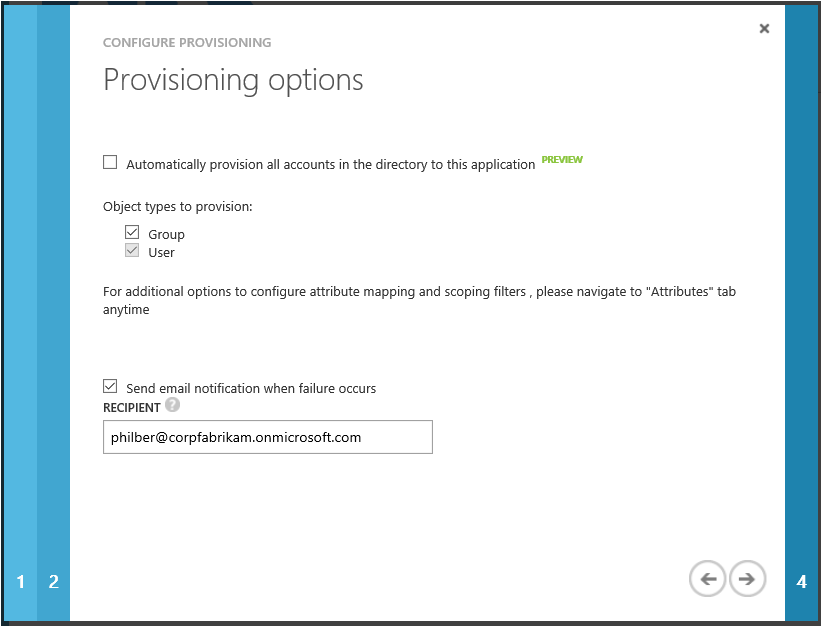 CONFIGURE PROVISIONING
Provisioning options
Automatically provision all accounts in the directory to this application PREVIEW
Object types to provision:
Group
User
For additional options to configure attribute mapping and scoping filters , please navigate to "Attributes" tab
anytime
Send email notification when failure occurs
RECIPIENT ?
philber@corpfabrikam.onmicrosoft.com
1 2 4